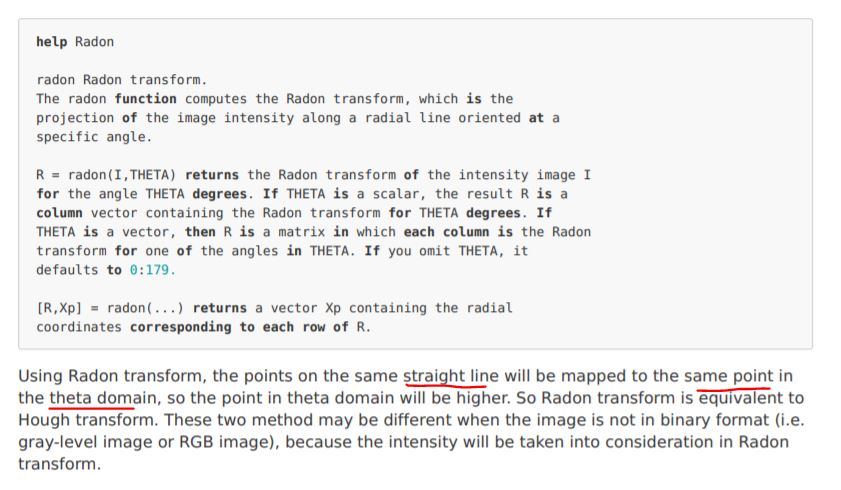 help Radon
radon Radon transform.
The radon function computes the Radon transform, which is the
projection of the image intensity along a radial line oriented at a
specific angle.
R = radon(I,THETA) returns the Radon transform of the intensity image I
for the angle THETA degrees. If THETA is a scalar, the result R is a
column vector containing the Radon transform for THETA degrees. If
THETA is a vector, then R is a matrix in which each column is the Radon
transform for one of the angles in THETA. If you omit THETA, it
defaults to 0:179.
[R,Xp] = radon(...) returns a vector Xp containing the radial
coordinates corresponding to each row of R.
Using Radon transform, the points on the same straight line will be mapped to the same point in
the theta domain, so the point in theta domain will be higher. So Radon transform is equivalent to
Hough transform. These two method may be different when the image is not in binary format (i.e.
gray-level image or RGB image), because the intensity will be taken into consideration in Radon
transform.